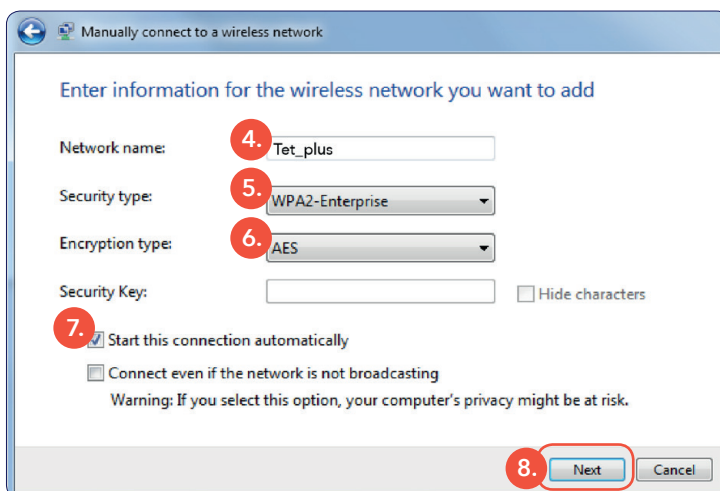 Manually connect to a wireless network
Enter information for the wireless network you want to add
Network name: 4. Tet_plus
Security type: 5. WPA2-Enterprise
Encryption type: 6. AES
Security Key: Hide characters
7. Start this connection automatically
Connect even if the network is not broadcasting
Warning: If you select this option, your computer's privacy might be at risk.
8. Next Cancel